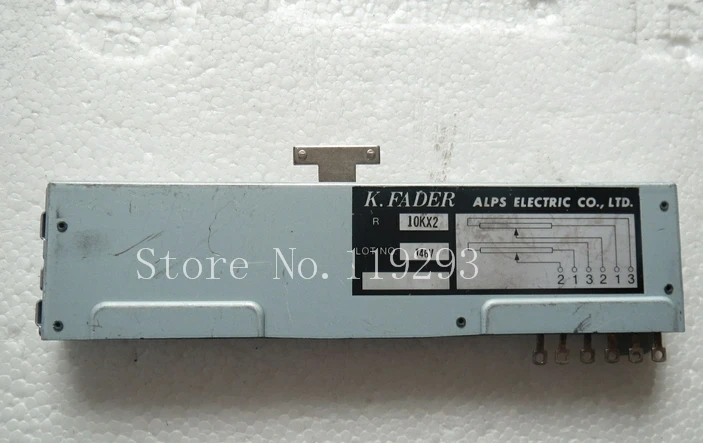 K. FADER ALPS ELECTRIC CO., LTD.
R 10KX2
LOT NO. 146Y
Store No. 119293
2 1 3 2 1 3